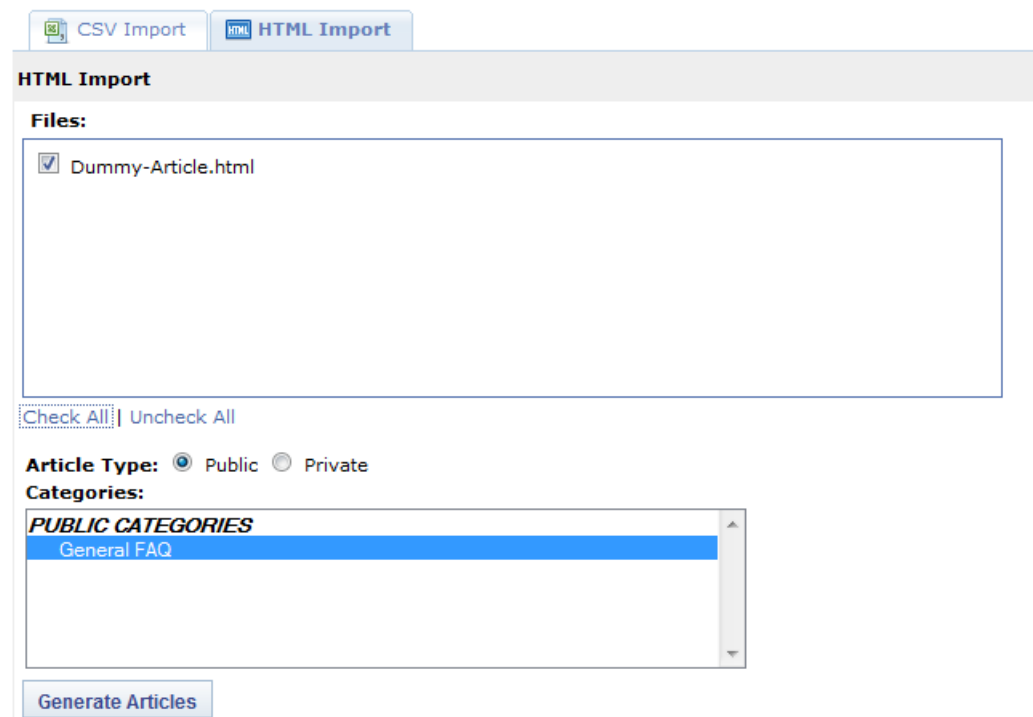 CSV Import HTML HTML Import
HTML Import
Files:
Dummy-Article.html
Check All | Uncheck All
Article Type: Public Private
Categories:
PUBLIC CATEGORIES
General FAQ
Generate Articles